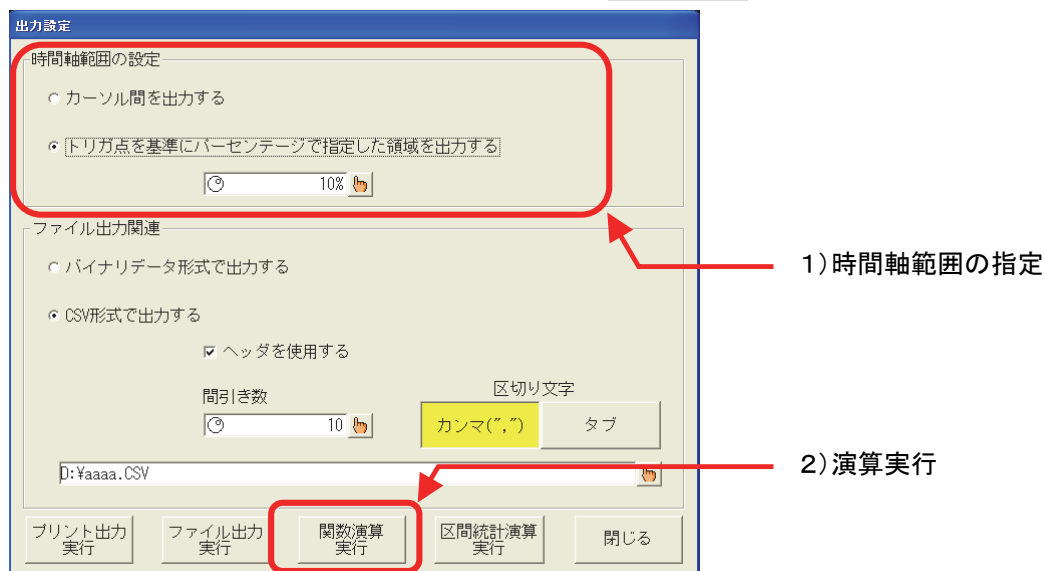 出力設定
時間軸範囲の設定
カーソル間を出力する
トリガ点を基準にパーセンテージで指定した領域を出力する
10%
ファイル出力関連
1)時間軸範囲の指定
バイナリデータ形式で出力する
CSV形式で出力する
ヘッダを使用する
間引き数
区切り文字
10
カンマ(",")
タブ
D:¥aaaa.CSV
2)演算実行
プリント出力
実行
ファイル出力
実行
関数演算
実行
区間統計演算
実行
閉じる